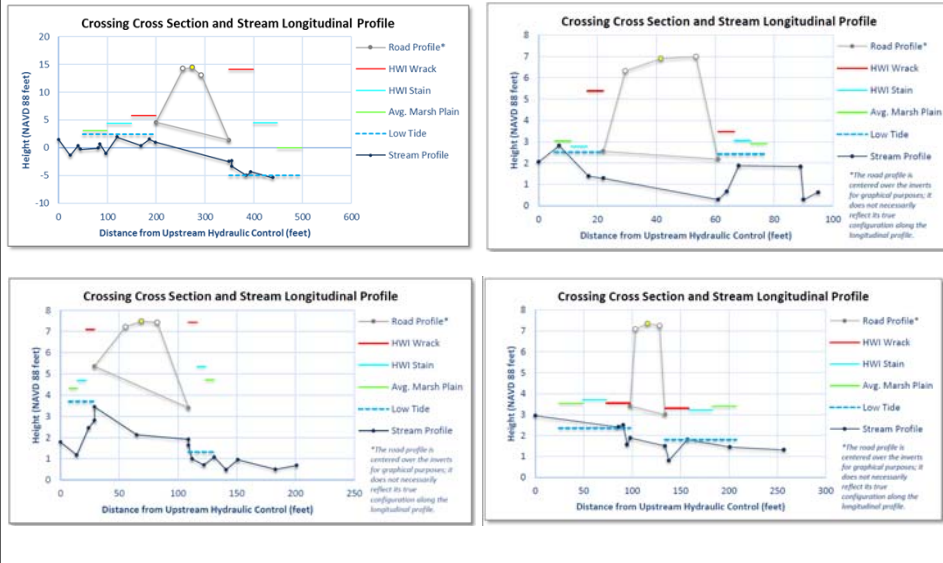 Crossing Cross Section and Stream Longitudinal Profile
20
15
10
5
0
-5
-10
0 100 200 300 400 500 600
Height (NAVD 88 feet)
Distance from Upstream Hydraulic Control (feet)
Road Profile*
HWI Wrack
HWI Stain
Avg. Marsh Plain
Low Tide
Stream Profile
Crossing Cross Section and Stream Longitudinal Profile
8
7
6
5
4
3
2
1
0
0 20 40 60 80 100
Height (NAVD 88 feet)
Distance from Upstream Hydraulic Control (feet)
Road Profile*
HWI Wrack
HWI Stain
Avg. Marsh Plain
Low Tide
Stream Profile
*The road profile is
centered over the inverts
for graphical purposes; it
does not necessarily
reflect its true
configuration along the
longitudinal profile.
Crossing Cross Section and Stream Longitudinal Profile
8
7
6
5
4
3
2
1
0
0 50 100 150 200 250
Height (NAVD 88 feet)
Distance from Upstream Hydraulic Control (feet)
Road Profile*
HWI Wrack
HWI Stain
Avg. Marsh Plain
Low Tide
Stream Profile
*The road profile is
centered over the inverts
for graphical purposes; it
does not necessarily
reflect its true
configuration along the
longitudinal profile.
Crossing Cross Section and Stream Longitudinal Profile
8
7
6
5
4
3
2
1
0
0 50 100 150 200 250 300
Height (NAVD 88 feet)
Distance from Upstream Hydraulic Control (feet)
Road Profile*
HWI Wrack
HWI Stain
Avg. Marsh Plain
Low Tide
Stream Profile
*The road profile is
centered over the inverts
for graphical purposes; it
does not necessarily
reflect its true
configuration along the
longitudinal profile.